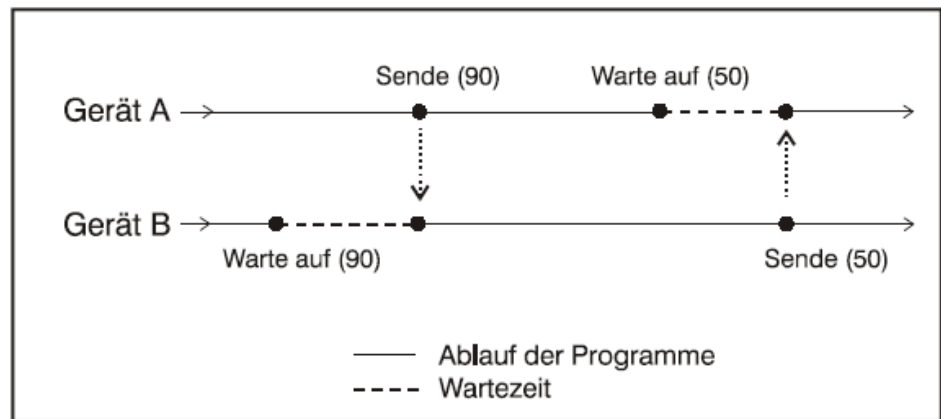 Sende (90) Warte auf (50)
Gerät A
Gerät B
Warte auf (90) Sende (50)
Ablauf der Programme
Wartezeit